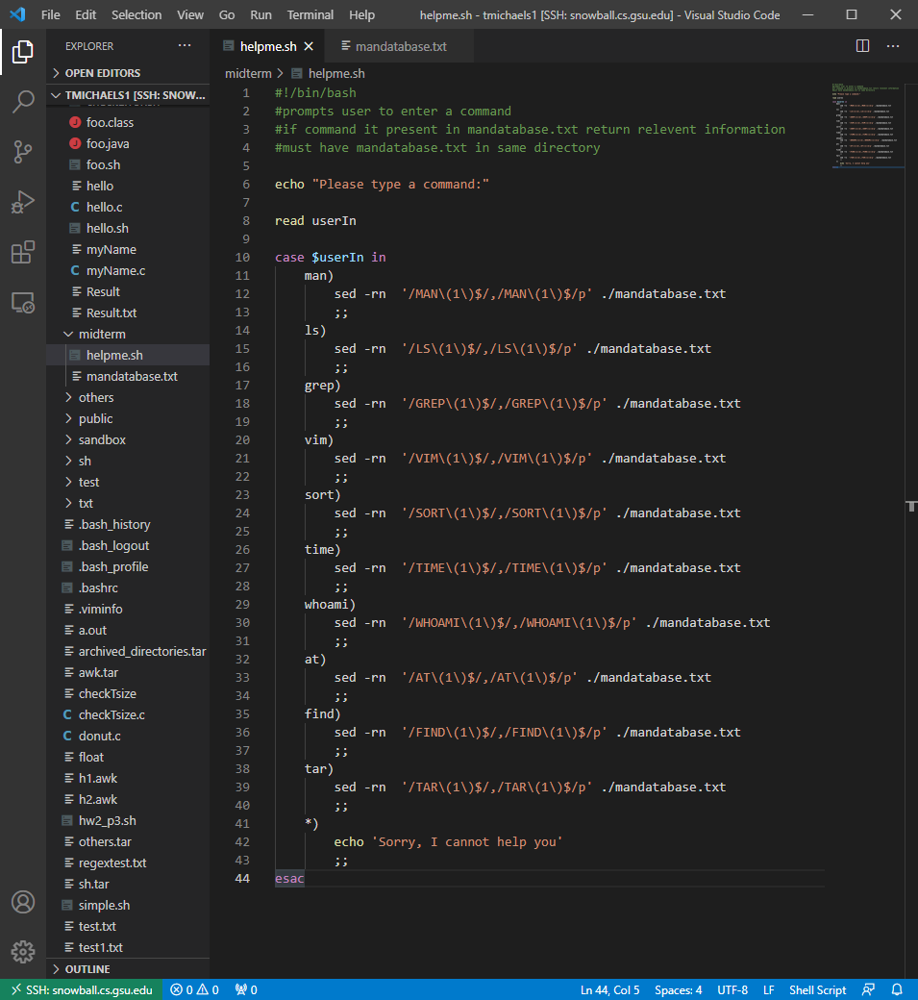 File Edit Selection View Go Run Terminal Help helpme.sh - tmichaels1 [SSH: snowball.cs.gsu.edu] - Visual Studio Code
EXPLORER
OPEN EDITORS
TMICHAELS1 [SSH: SNOW...
foo.class
foo.java
foo.sh
hello
hello.c
hello.sh
myName
myName.c
Result
Result.txt
midterm
helpme.sh
mandatabase.txt
others
public
sandbox
sh
test
txt
.bash_history
.bash_logout
.bash_profile
.bashrc
.viminfo
a.out
archived_directories.tar
awk.tar
checkTsize
checkTsize.c
donut.c
float
h1.awk
h2.awk
hw2_p3.sh
others.tar
regextest.txt
sh.tar
simple.sh
test.txt
test1.txt
OUTLINE
helpme.sh mandatabase.txt
midterm > helpme.sh
1 #!/bin/bash
2 #prompts user to enter a command
3 #if command it present in mandatabase.txt return relevent information
4 #must have mandatabase.txt in same directory
5
6 echo "Please type a command:"
7
8 read userIn
9
10 case $userIn in
11 man)
12 sed -rn  '/MAN\(1\)$/,/MAN\(1\)$/p' ./mandatabase.txt
13 ;;
14 ls)
15 sed -rn  '/LS\(1\)$/,/LS\(1\)$/p' ./mandatabase.txt
16 ;;
17 grep)
18 sed -rn  '/GREP\(1\)$/,/GREP\(1\)$/p' ./mandatabase.txt
19 ;;
20 vim)
21 sed -rn  '/VIM\(1\)$/,/VIM\(1\)$/p' ./mandatabase.txt
22 ;;
23 sort)
24 sed -rn  '/SORT\(1\)$/,/SORT\(1\)$/p' ./mandatabase.txt
25 ;;
26 time)
27 sed -rn  '/TIME\(1\)$/,/TIME\(1\)$/p' ./mandatabase.txt
28 ;;
29 whoami)
30 sed -rn  '/WHOAMI\(1\)$/,/WHOAMI\(1\)$/p' ./mandatabase.txt
31 ;;
32 at)
33 sed -rn  '/AT\(1\)$/,/AT\(1\)$/p' ./mandatabase.txt
34 ;;
35 find)
36 sed -rn  '/FIND\(1\)$/,/FIND\(1\)$/p' ./mandatabase.txt
37 ;;
38 tar)
39 sed -rn  '/TAR\(1\)$/,/TAR\(1\)$/p' ./mandatabase.txt
40 ;;
41 *)
42 echo 'Sorry, I cannot help you'
43 ;;
44 esac
SSH: snowball.cs.gsu.edu 0 0 0 Ln 44, Col 5 Spaces: 4 UTF-8 LF Shell Script